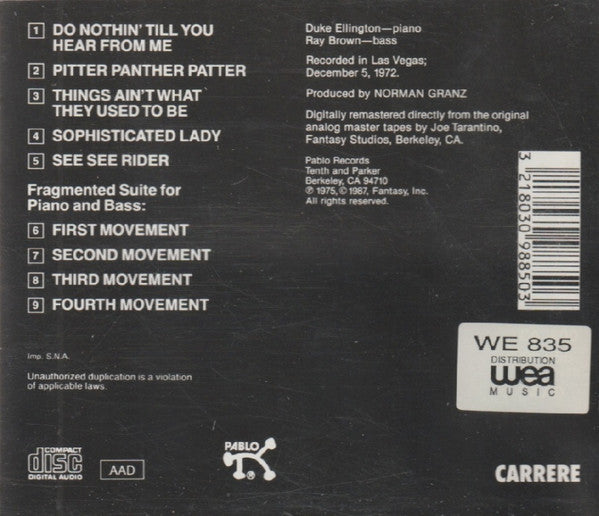 1 DO NOTHIN' TILL YOU
HEAR FROM ME
2 PITTER PANTHER PATTER
3 THINGS AIN'T WHAT
THEY USED TO BE
4 SOPHISTICATED LADY
5 SEE SEE RIDER
Fragmented Suite for
Piano and Bass:
6 FIRST MOVEMENT
7 SECOND MOVEMENT
8 THIRD MOVEMENT
9 FOURTH MOVEMENT
Imp. S.N.A.
Unauthorized duplication is a violation
of applicable laws.
Duke Ellington—piano
Ray Brown—bass
Recorded in Las Vegas;
December 5, 1972.
Produced by NORMAN GRANZ
Digitally remastered directly from the original
analog master tapes by Joe Tarantino,
Fantasy Studios, Berkeley, CA.
Pablo Records
Tenth and Parker
Berkeley, CA 94710
℗ 1975, © 1987, Fantasy, Inc.
All rights reserved.
3 218030 988503
WE 835
DISTRIBUTION
wea
MUSIC
COMPACT
disc
DIGITAL AUDIO
AAD
PABLO
®
CARRERE